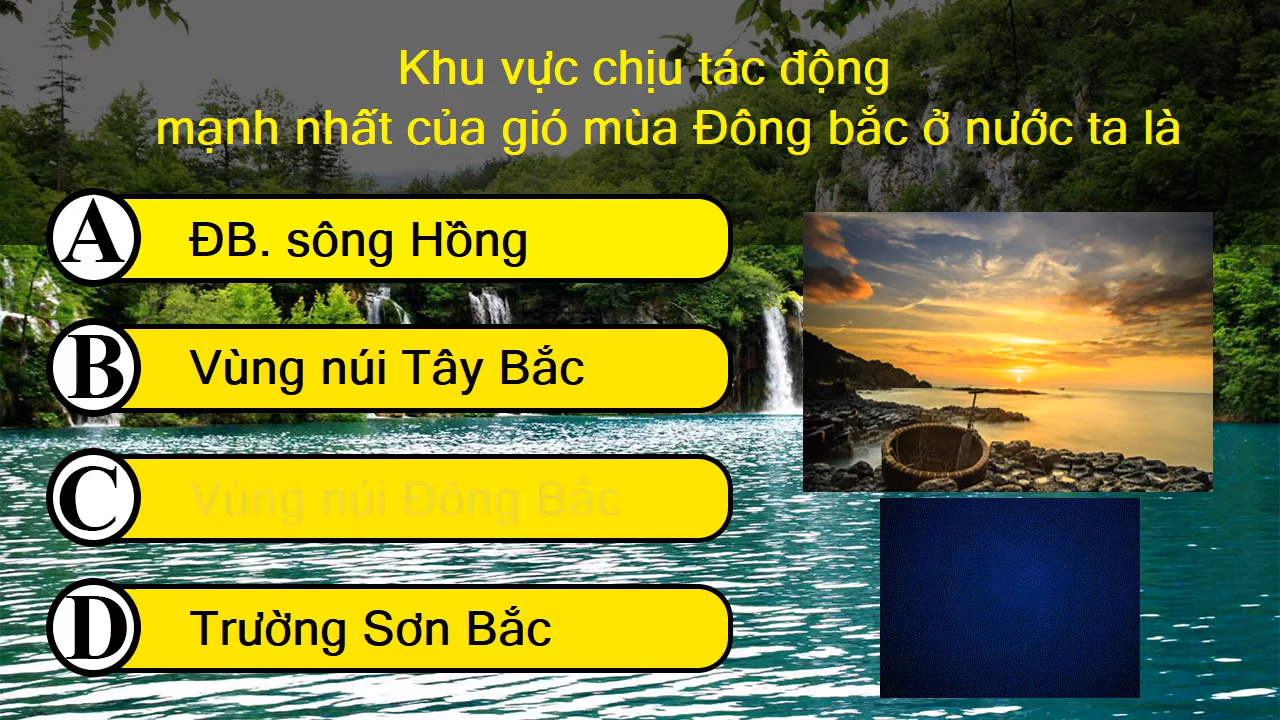 Khu vực chịu tác động
mạnh nhất của gió mùa Đông bắc ở nước ta là
A ĐB. sông Hồng
B Vùng núi Tây Bắc
C Vùng núi Đông Bắc
D Trường Sơn Bắc